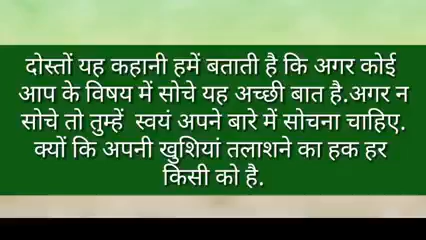 दोस्तों यह कहानी हमें बताती है कि अगर कोई
आप के विषय में सोचे यह अच्छी बात है.अगर न
सोचे तो तुम्हें स्वयं अपने बारे में सोचना चाहिए.
क्यों कि अपनी खुशियां तलाशने का हक हर
किसी को है.